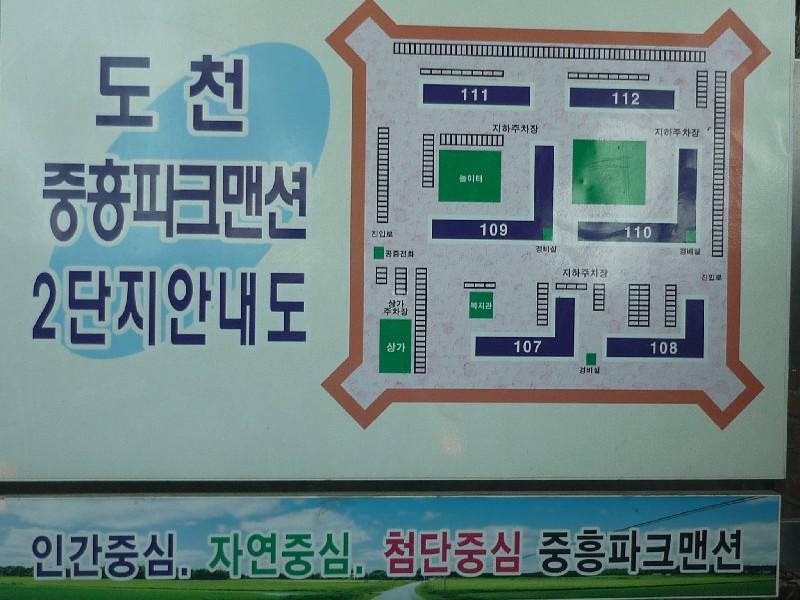 도천
중흥파크맨션
2단지안내도
111
112
지하주차장
지하주차장
놀이터
109
110
진입로
경비실
경비실
공중전화
지하주차장
진입로
상가
주차장
복지관
상가
107
108
경비실
인간중심. 자연중심. 첨단중심 중흥파크맨션